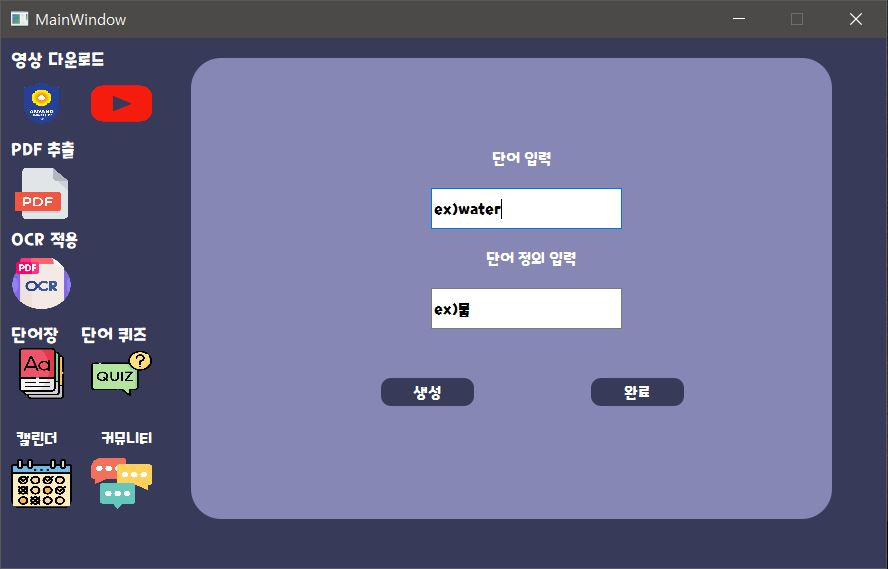 MainWindow
영상 다운로드
PDF 추출
PDF
OCR 적용
PDF
OCR
단어장 단어 퀴즈
Aa
QUIZ
?
캘린더 커뮤니티
단어 입력
ex)water
단어 정의 입력
ex)물
생성 완료